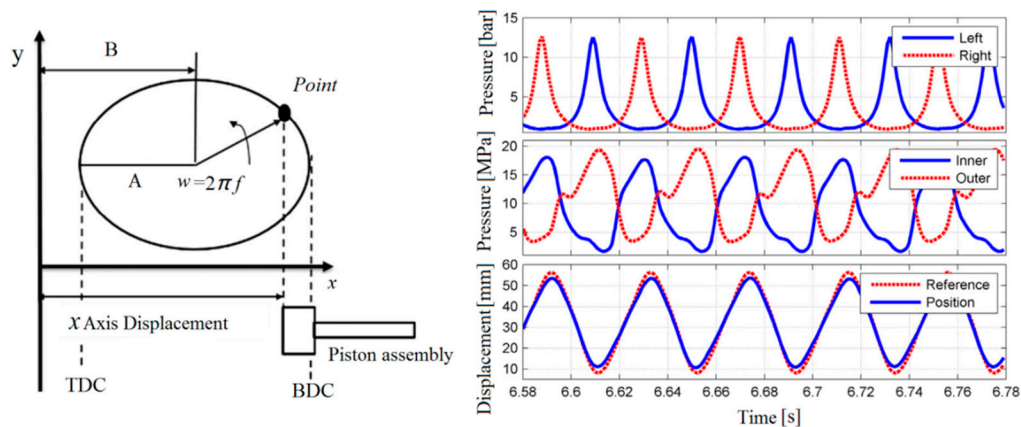 y
B
Point
A
w=2πf
x
x Axis Displacement
Piston assembly
TDC
BDC
Pressure [bar]
15
10
5
Left
Right
Pressure [MPa]
20
15
10
5
Inner
Outer
Displacement [mm]
60
50
40
30
20
10
Reference
Position
6.58 6.6 6.62 6.64 6.66 6.68 6.7 6.72 6.74 6.76 6.78
Time [s]